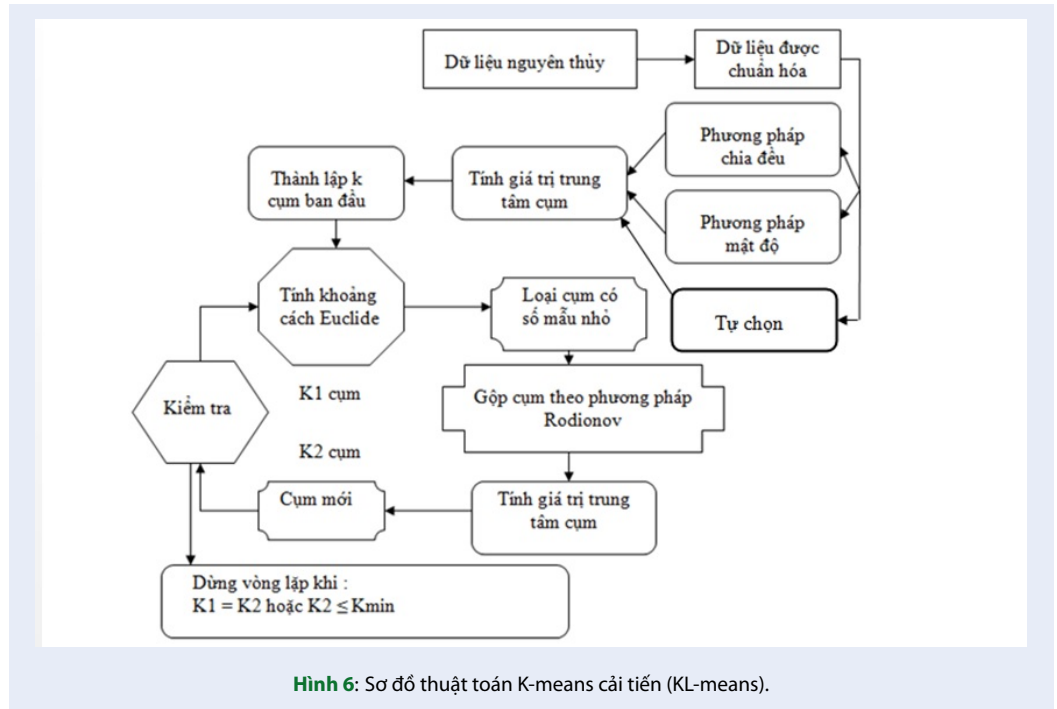 Dữ liệu nguyên thủy
Dữ liệu được
chuẩn hóa
Phương pháp
chia đều
Thành lập k
cụm ban đầu
Tính giá trị trung
tâm cụm
Phương pháp
mật độ
Tính khoảng
cách Euclide
Loại cụm có
số mẫu nhỏ
Tự chọn
K1 cụm
Kiểm tra
Gộp cụm theo phương pháp
Rodionov
K2 cụm
Cụm mới
Tính giá trị trung
tâm cụm
Dừng vòng lặp khi :
K1 = K2 hoặc K2 ≤ Kmin
Hình 6: Sơ đồ thuật toán K-means cải tiến (KL-means).